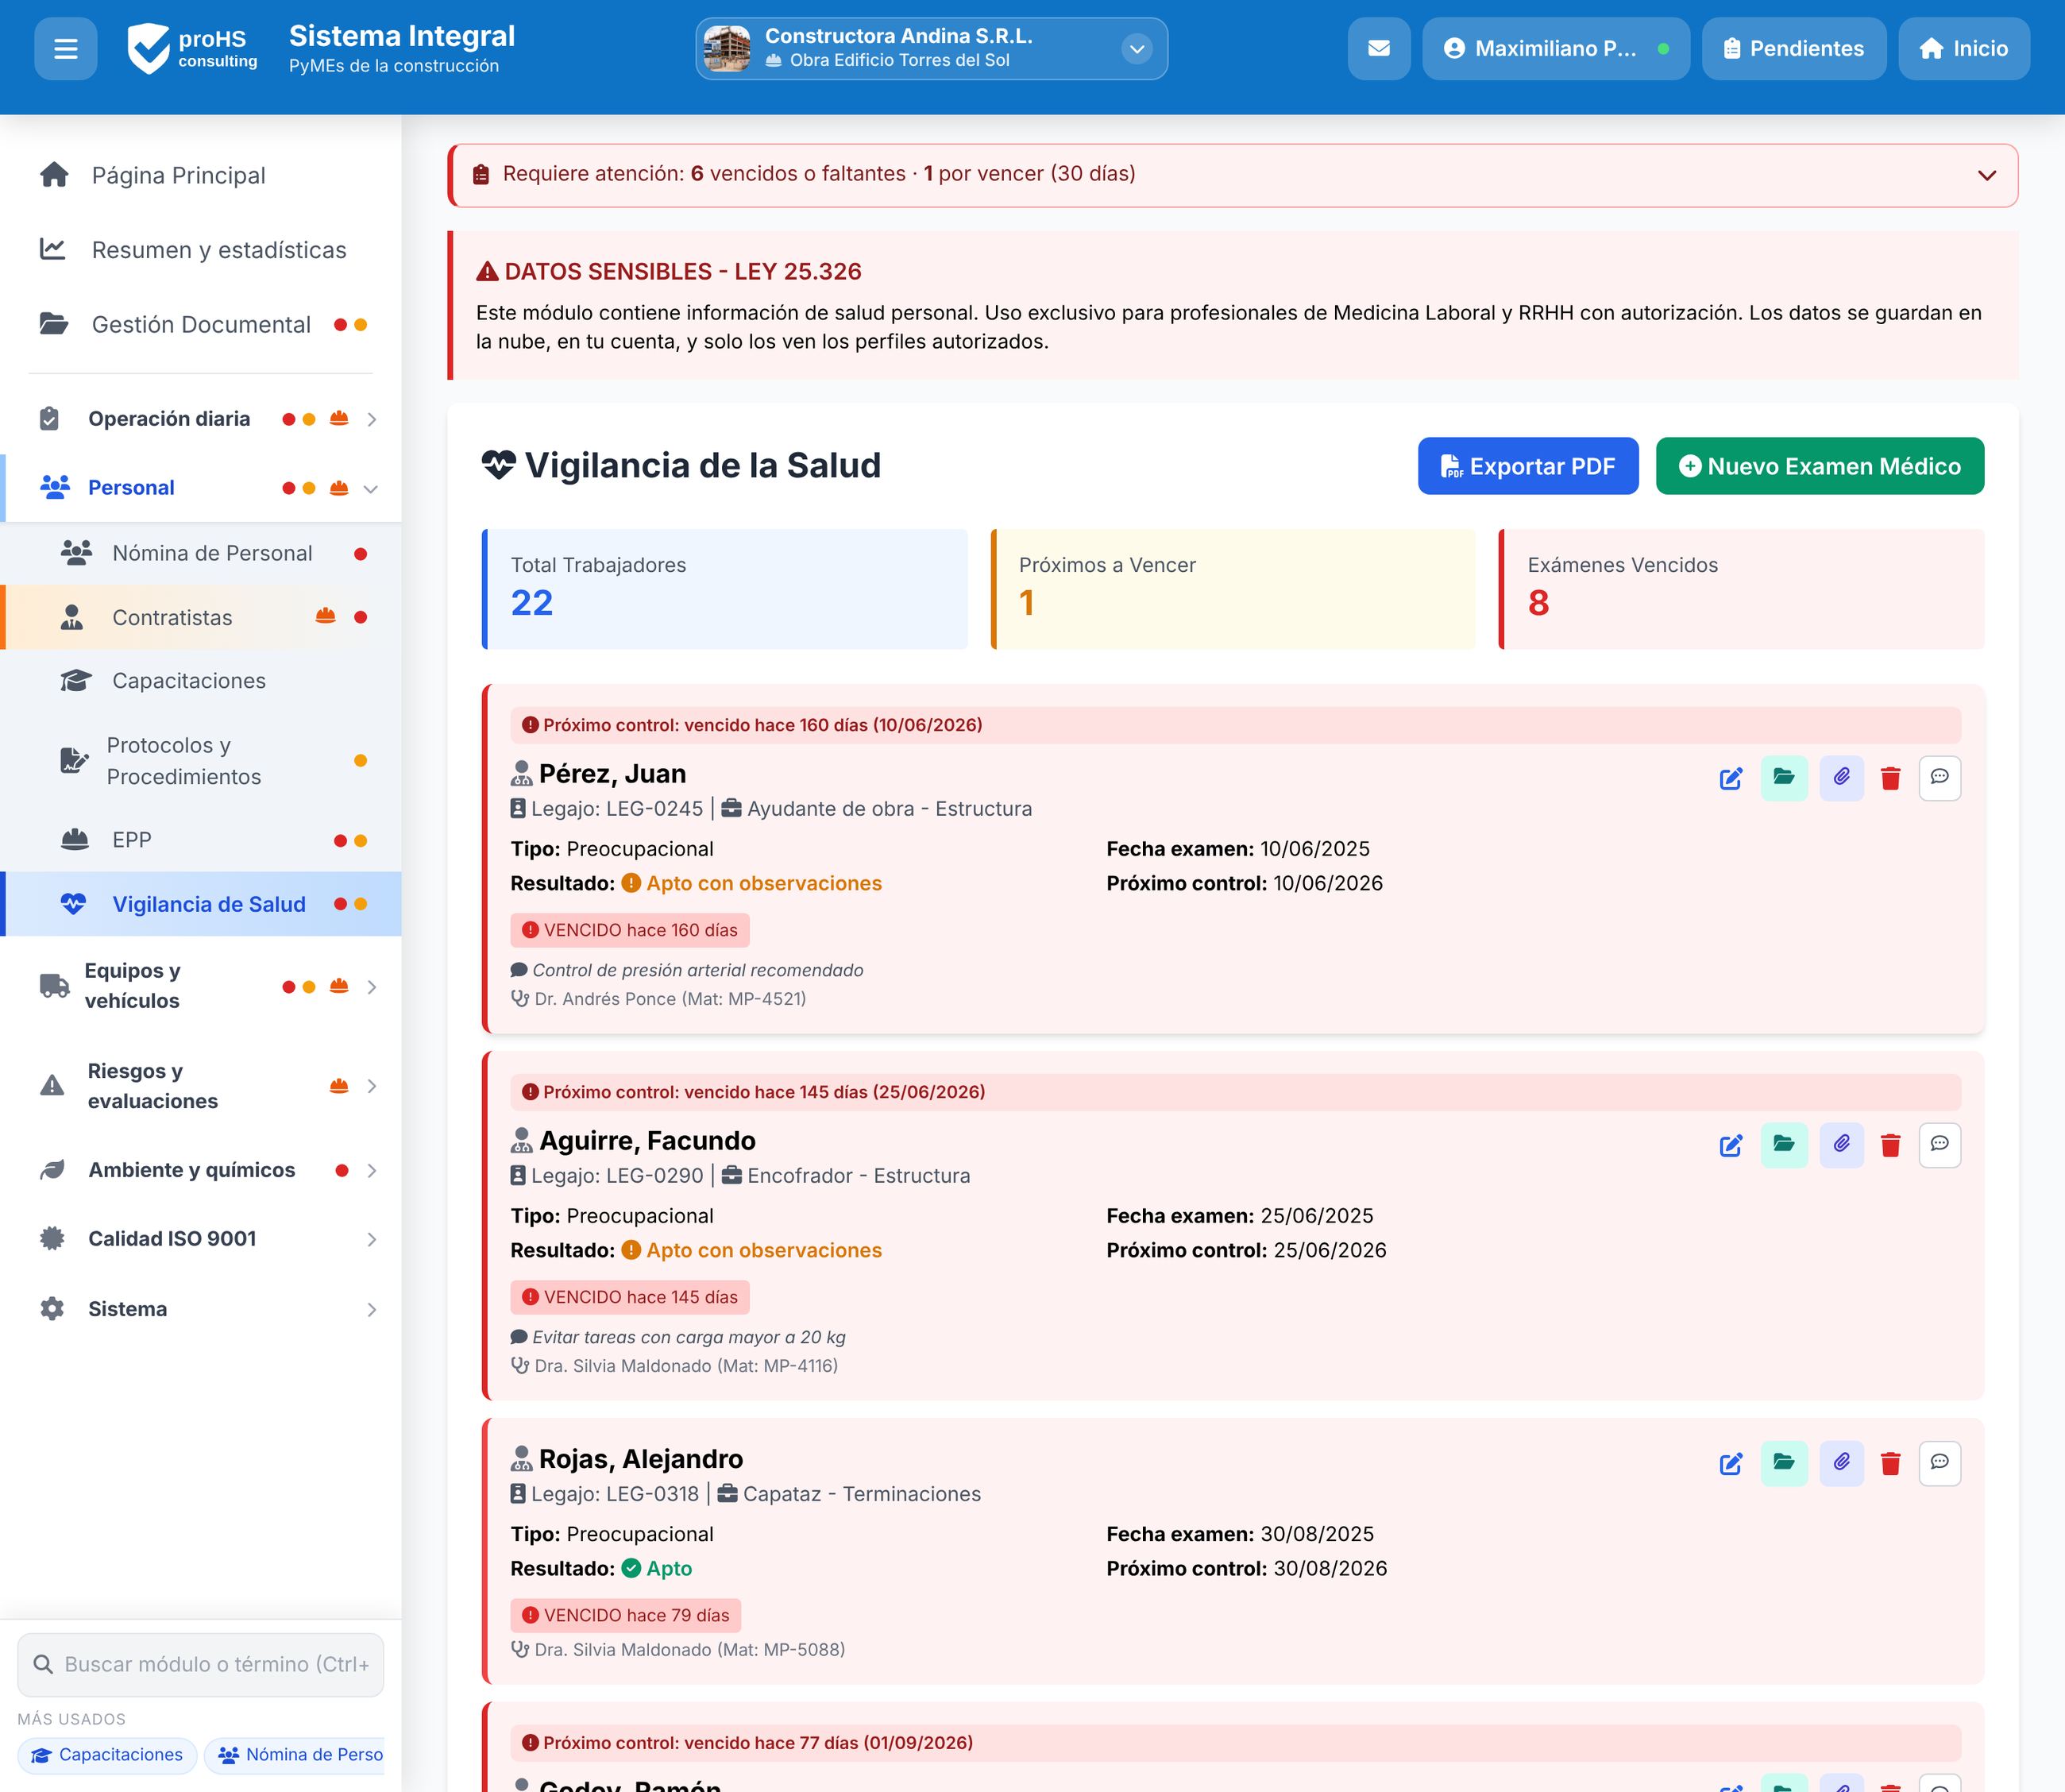 proHS
consulting
Sistema Integral
PyMEs de la construcción
Constructora Andina S.R.L.
Obra Edificio Torres del Sol
Maximiliano P...
Pendientes
Inicio
Página Principal
Resumen y estadísticas
Gestión Documental
Operación diaria
Personal
Nómina de Personal
Contratistas
Capacitaciones
Protocolos y
Procedimientos
EPP
Vigilancia de Salud
Equipos y
vehículos
Riesgos y
evaluaciones
Ambiente y químicos
Calidad ISO 9001
Sistema
Buscar módulo o término (Ctrl+
MÁS USADOS
Capacitaciones
Nómina de Perso
Requiere atención: 6 vencidos o faltantes · 1 por vencer (30 días)
DATOS SENSIBLES - LEY 25.326
Este módulo contiene información de salud personal. Uso exclusivo para profesionales de Medicina Laboral y RRHH con autorización. Los datos se guardan en
la nube, en tu cuenta, y solo los ven los perfiles autorizados.
Vigilancia de la Salud
PDF Exportar PDF
Nuevo Examen Médico
Total Trabajadores
22
Próximos a Vencer
1
Exámenes Vencidos
8
Próximo control: vencido hace 160 días (10/06/2026)
Pérez, Juan
Legajo: LEG-0245 | Ayudante de obra - Estructura
Tipo: Preocupacional
Fecha examen: 10/06/2025
Resultado: Apto con observaciones
Próximo control: 10/06/2026
VENCIDO hace 160 días
Control de presión arterial recomendado
Dr. Andrés Ponce (Mat: MP-4521)
Próximo control: vencido hace 145 días (25/06/2026)
Aguirre, Facundo
Legajo: LEG-0290 | Encofrador - Estructura
Tipo: Preocupacional
Fecha examen: 25/06/2025
Resultado: Apto con observaciones
Próximo control: 25/06/2026
VENCIDO hace 145 días
Evitar tareas con carga mayor a 20 kg
Dra. Silvia Maldonado (Mat: MP-4116)
Rojas, Alejandro
Legajo: LEG-0318 | Capataz - Terminaciones
Tipo: Preocupacional
Fecha examen: 30/08/2025
Resultado: Apto
Próximo control: 30/08/2026
VENCIDO hace 79 días
Dra. Silvia Maldonado (Mat: MP-5088)
Próximo control: vencido hace 77 días (01/09/2026)
Godoy, Ramón